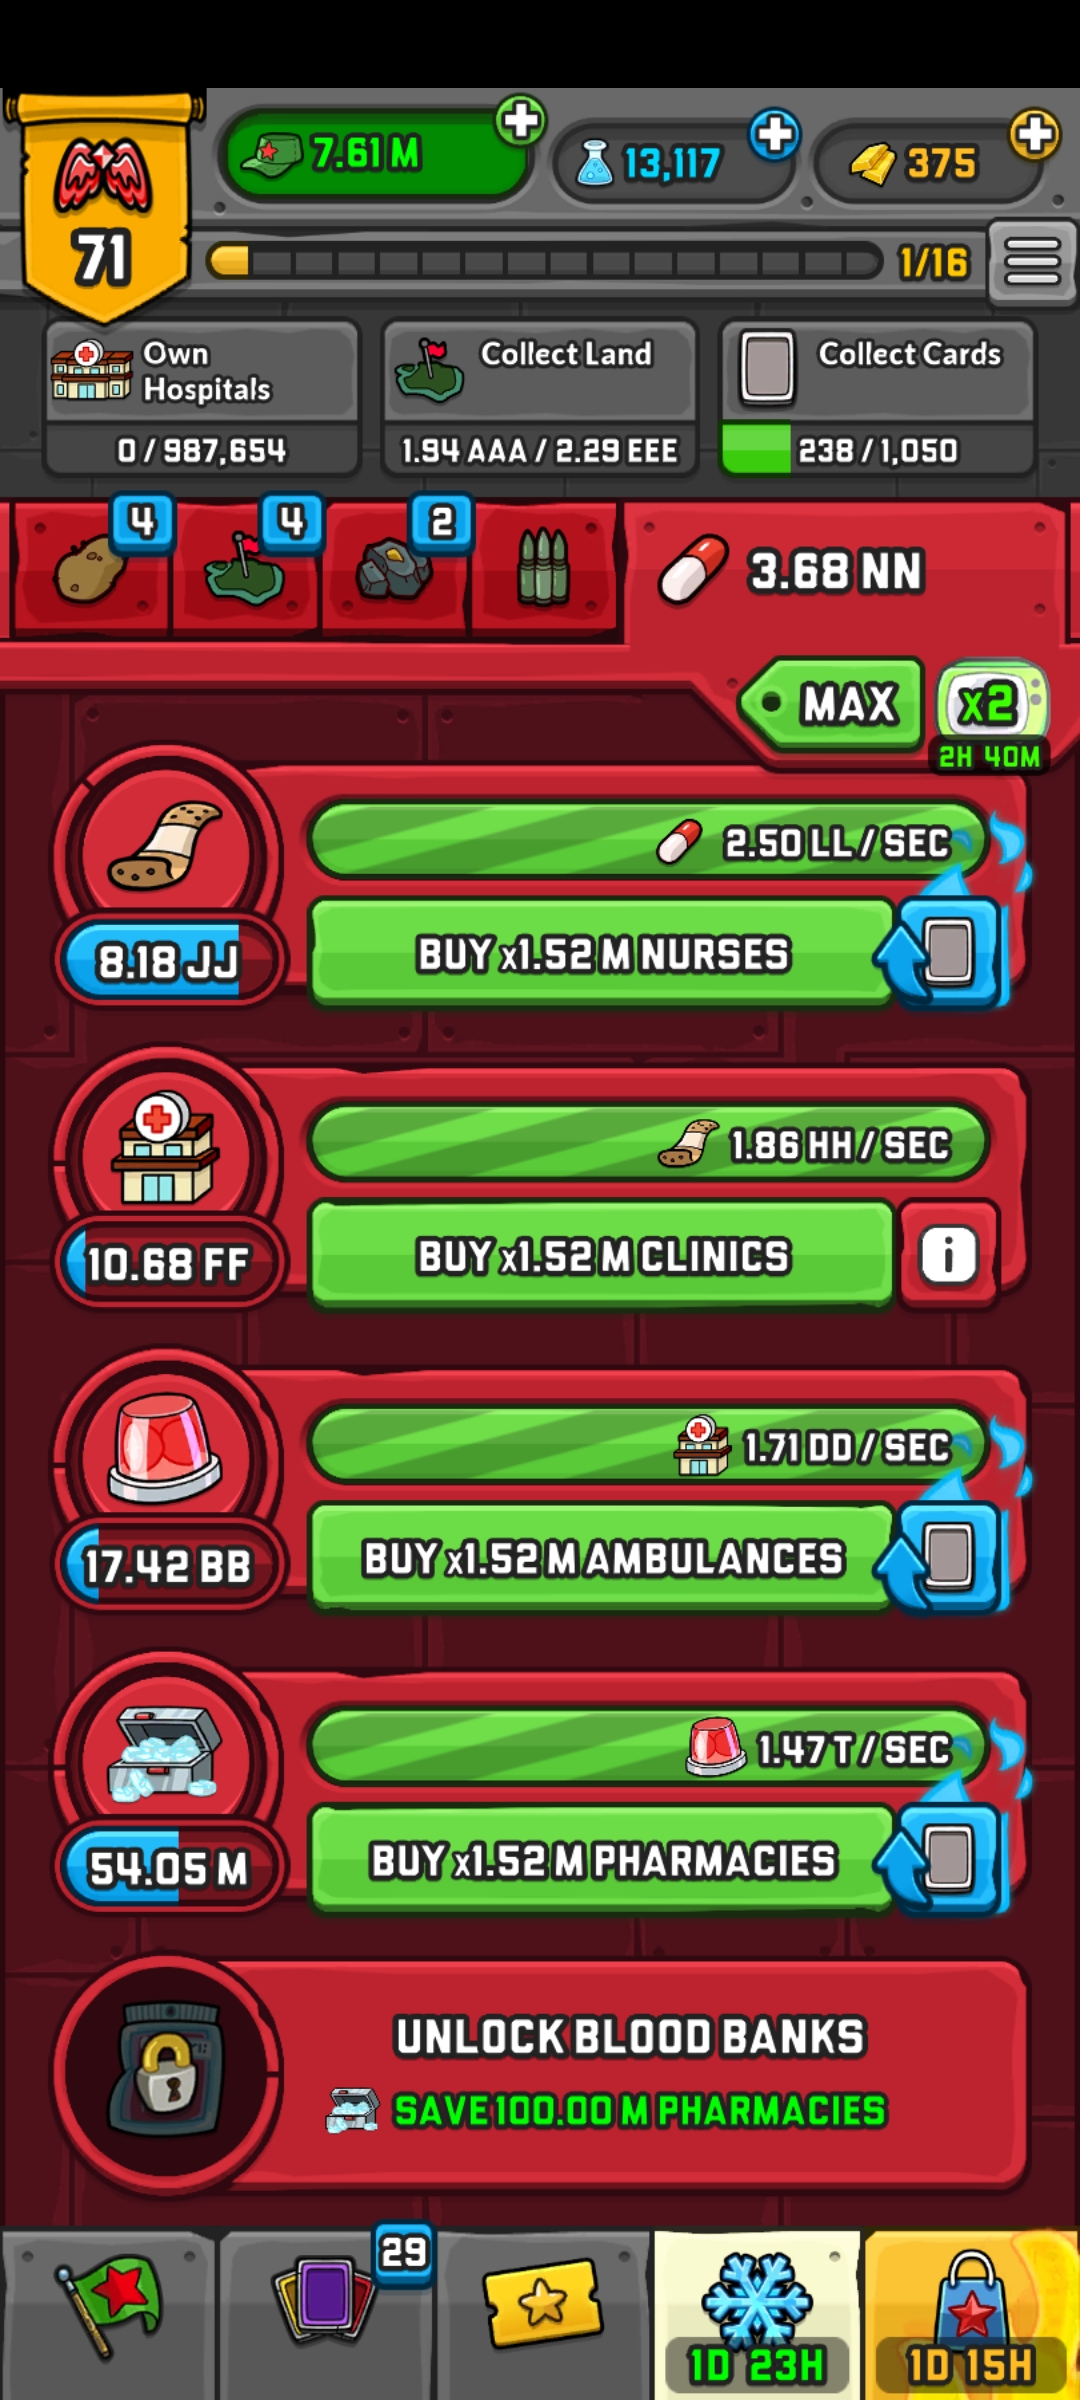 7.61 M
13,117
375
71
1/16
Own
Hospitals
0 / 987,654
Collect Land
1.94 AAA / 2.29 EEE
Collect Cards
238 / 1,050
4
4
2
3.68 NN
MAX
x2
2H 40M
2.50 LL / SEC
8.18 JJ
BUY x1.52 M NURSES
1.86 HH / SEC
10.68 FF
BUY x1.52 M CLINICS
i
1.71 DD / SEC
17.42 BB
BUY x1.52 M AMBULANCES
1.47 T / SEC
54.05 M
BUY x1.52 M PHARMACIES
UNLOCK BLOOD BANKS
SAVE 100.00 M PHARMACIES
29
1D 23H
1D 15H